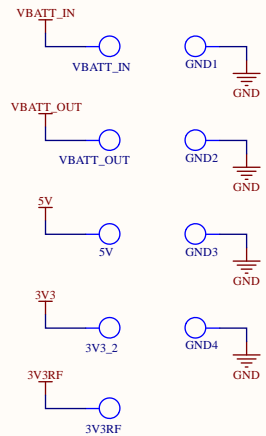 VBATT_IN
VBATT_IN
GND1
GND
VBATT_OUT
VBATT_OUT
GND2
GND
5V
5V
GND3
GND
3V3
3V3_2
GND4
GND
3V3RF
3V3RF